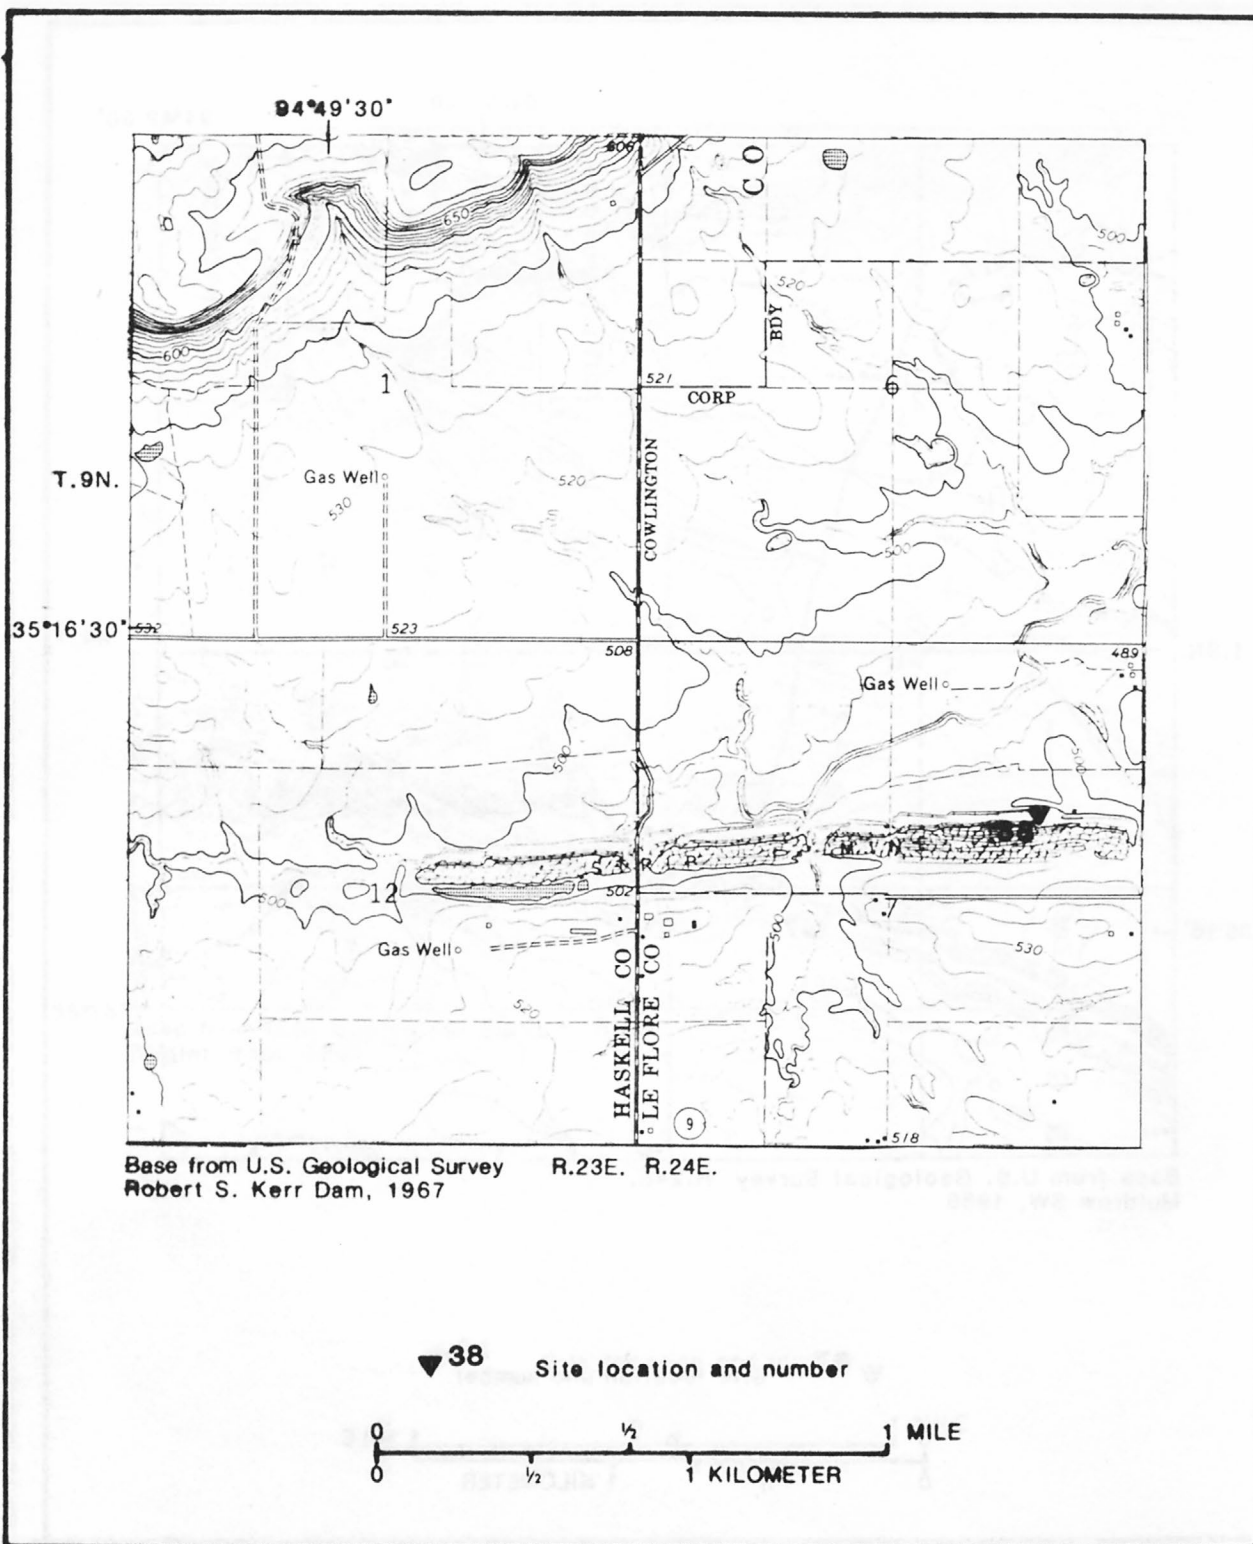 94°49'30"
606
C O
650
500
520
BDY
600
1
521
6
CORP
T.9N.
Gas Well
520
COWLINGTON
530
500
35°16'30"
532
523
508
489
Gas Well
500
500
38
S T R I P
M I N E
12
500
502
7
500
Gas Well
530
520
HASKELL CO
LE FLORE CO
9
518
Base from U.S. Geological Survey R.23E. R.24E.
Robert S. Kerr Dam, 1967
38 Site location and number
0 ½ 1 MILE
0 ½ 1 KILOMETER